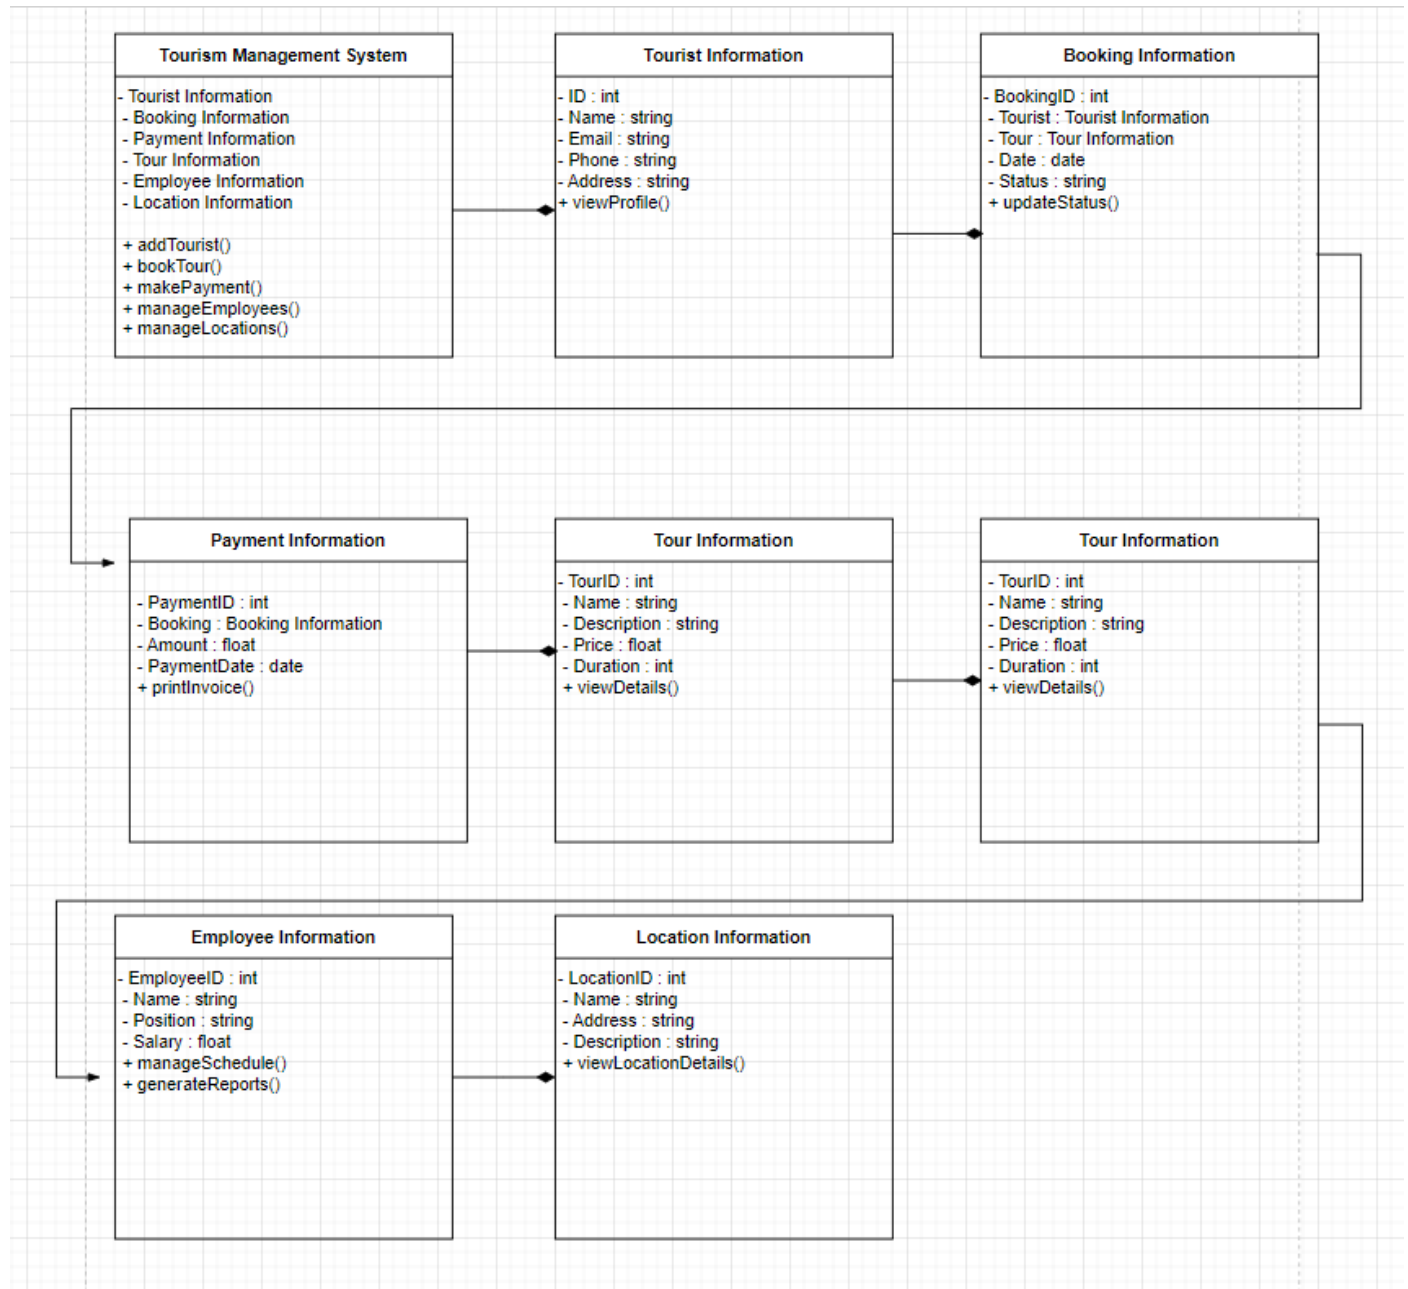 Tourism Management System
- Tourist Information
- Booking Information
- Payment Information
- Tour Information
- Employee Information
- Location Information
+ addTourist()
+ bookTour()
+ makePayment()
+ manageEmployees()
+ manageLocations()
Tourist Information
- ID : int
- Name : string
- Email : string
- Phone : string
- Address : string
+ viewProfile()
Booking Information
- BookingID : int
- Tourist : Tourist Information
- Tour : Tour Information
- Date : date
- Status : string
+ updateStatus()
Payment Information
- PaymentID : int
- Booking : Booking Information
- Amount : float
- PaymentDate : date
+ printInvoice()
Tour Information
- TourID : int
- Name : string
- Description : string
- Price : float
- Duration : int
+ viewDetails()
Tour Information
- TourID : int
- Name : string
- Description : string
- Price : float
- Duration : int
+ viewDetails()
Employee Information
- EmployeeID : int
- Name : string
- Position : string
- Salary : float
+ manageSchedule()
+ generateReports()
Location Information
- LocationID : int
- Name : string
- Address : string
- Description : string
+ viewLocationDetails()